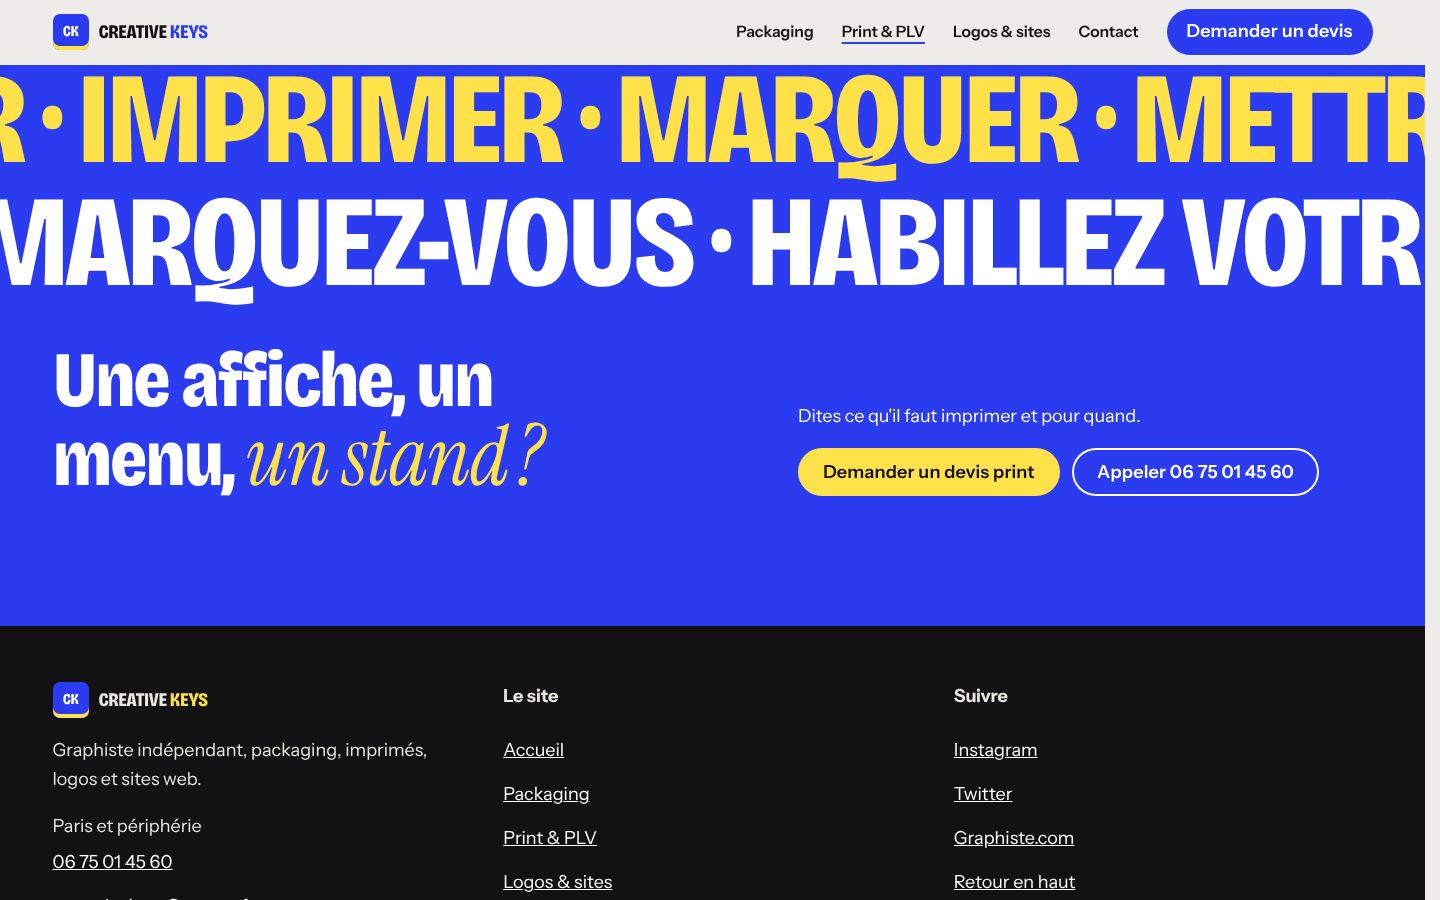 CK CREATIVE KEYS
Packaging Print & PLV Logos & sites Contact Demander un devis
R • IMPRIMER • MARQUER • METTR
MARQUEZ-VOUS • HABILLEZ VOTR
Une affiche, un
menu, un stand ?
Dites ce qu'il faut imprimer et pour quand.
Demander un devis print
Appeler 06 75 01 45 60
CK CREATIVE KEYS
Graphiste indépendant, packaging, imprimés,
logos et sites web.
Paris et périphérie
06 75 01 45 60
Le site
Accueil
Packaging
Print & PLV
Logos & sites
Suivre
Instagram
Twitter
Graphiste.com
Retour en haut